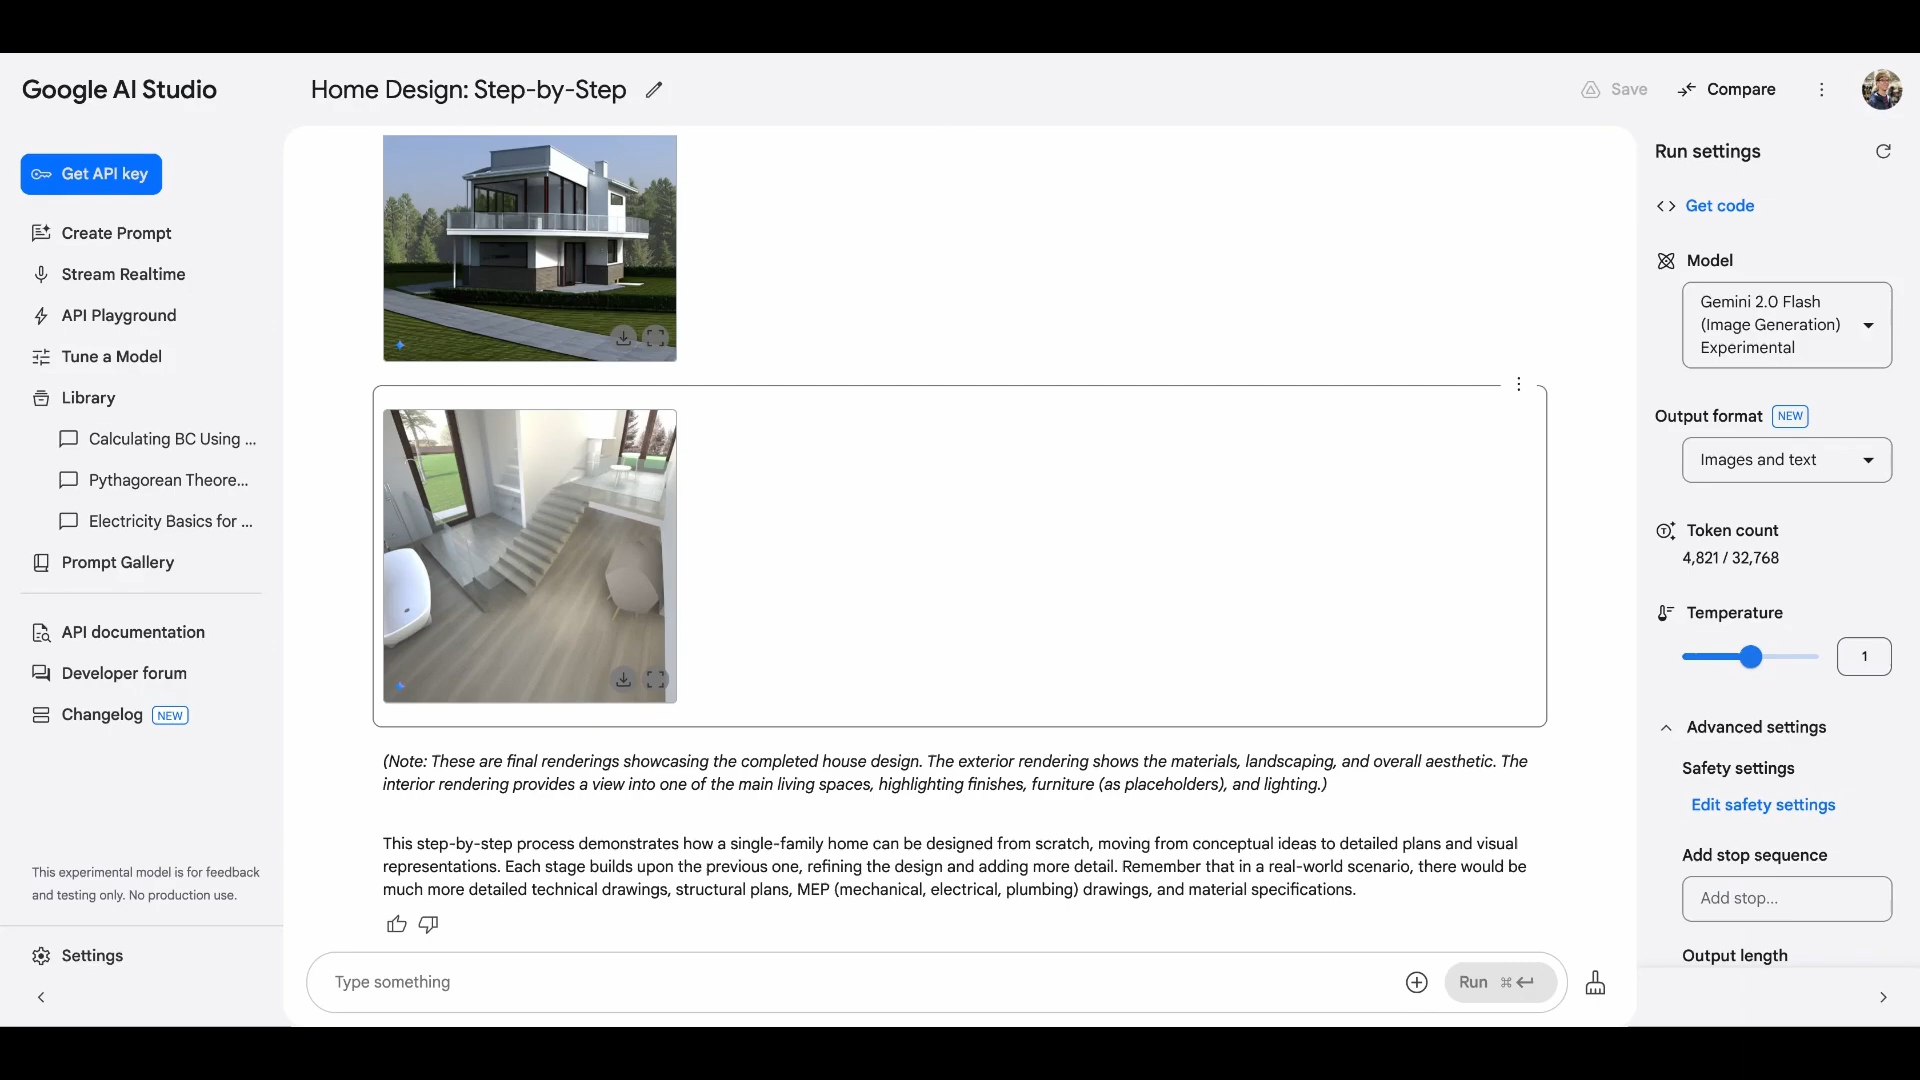 Google AI Studio
Home Design: Step-by-Step
Save
Compare
Get API key
Create Prompt
Stream Realtime
API Playground
Tune a Model
Library
Calculating BC Using ...
Pythagorean Theore...
Electricity Basics for ...
Prompt Gallery
API documentation
Developer forum
Changelog NEW
This experimental model is for feedback
and testing only. No production use.
Settings
(Note: These are final renderings showcasing the completed house design. The exterior rendering shows the materials, landscaping, and overall aesthetic. The
interior rendering provides a view into one of the main living spaces, highlighting finishes, furniture (as placeholders), and lighting.)
This step-by-step process demonstrates how a single-family home can be designed from scratch, moving from conceptual ideas to detailed plans and visual
representations. Each stage builds upon the previous one, refining the design and adding more detail. Remember that in a real-world scenario, there would be
much more detailed technical drawings, structural plans, MEP (mechanical, electrical, plumbing) drawings, and material specifications.
Type something
Run ⌘
Run settings
Get code
Model
Gemini 2.0 Flash
(Image Generation)
Experimental
Output format NEW
Images and text
Token count
4,821 / 32,768
Temperature
1
Advanced settings
Safety settings
Edit safety settings
Add stop sequence
Add stop...
Output length